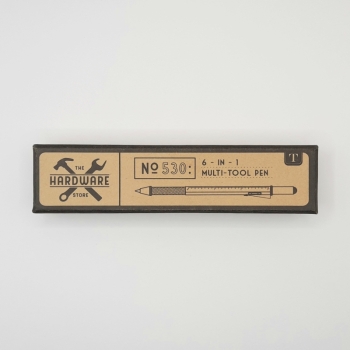 THE
HARDWARE
STORE
No 530:
6 - IN - 1
MULTI-TOOL PEN
T